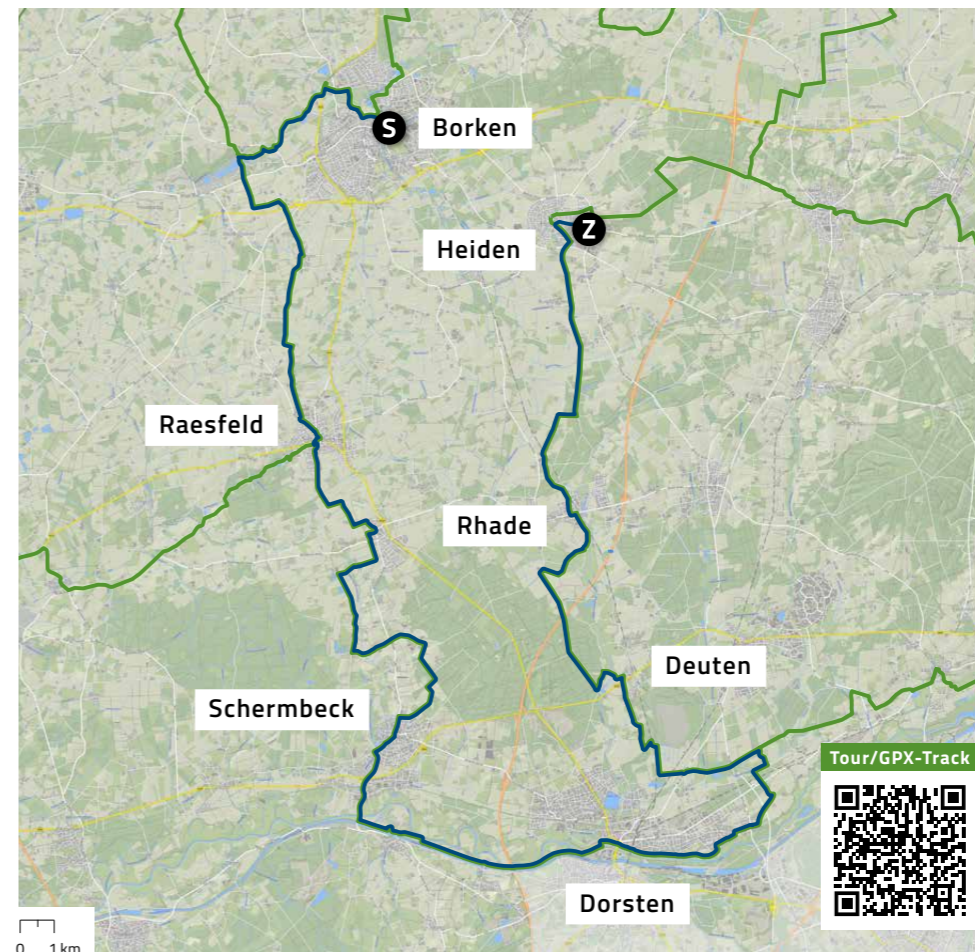 S
Borken
Z
Heiden
Raesfeld
Rhade
Deuten
Schermbeck
Tour/GPX-Track
Dorsten
0 1 km